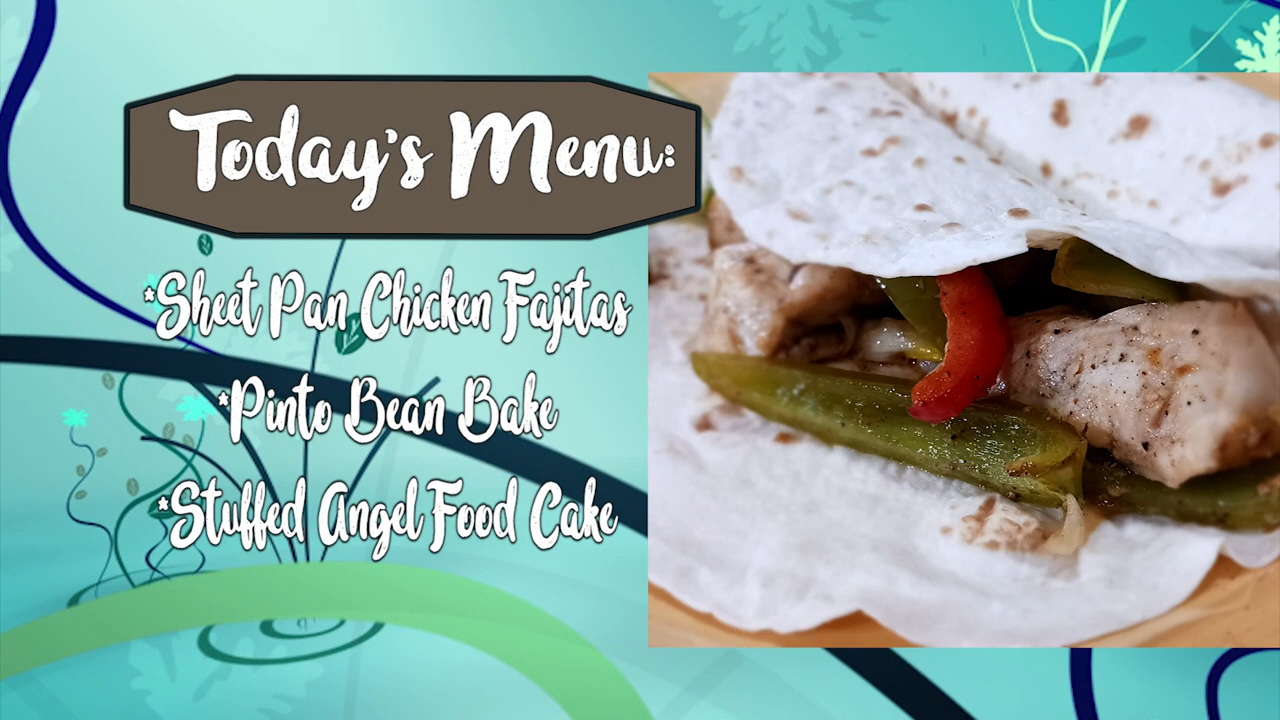 Today's Menu:
*Sheet Pan Chicken Fajitas
*Pinto Bean Bake
*Stuffed Angel Food Cake